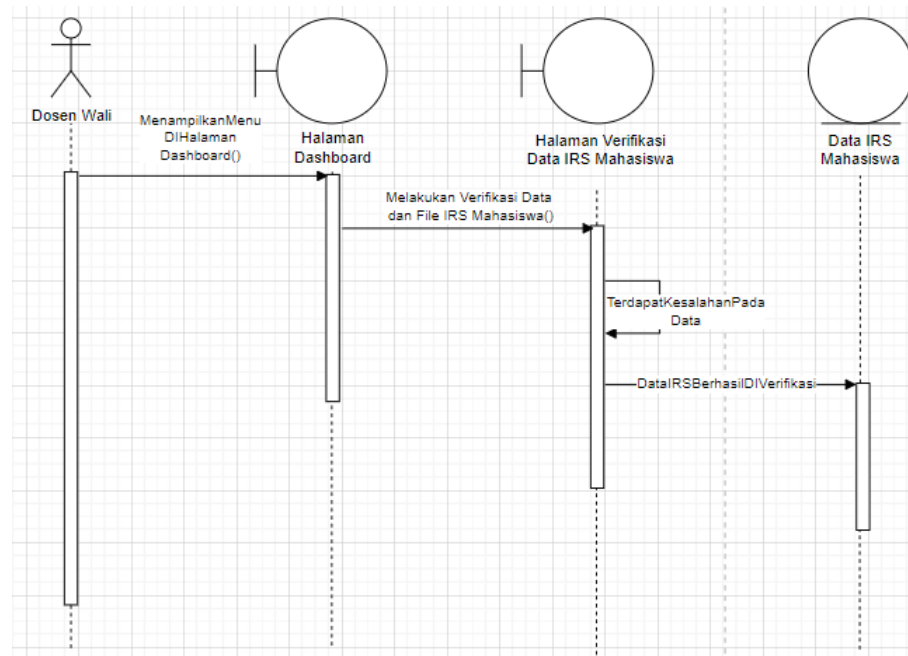 Dosen Wali
MenampilkanMenu
DIHalaman
Dashboard()
Halaman
Dashboard
Halaman Verifikasi
Data IRS Mahasiswa
Data IRS
Mahasiswa
Melakukan Verifikasi Data
dan File IRS Mahasiswa()
TerdapatKesalahanPada
Data
DataIRSBerhasilDIVerifikasi